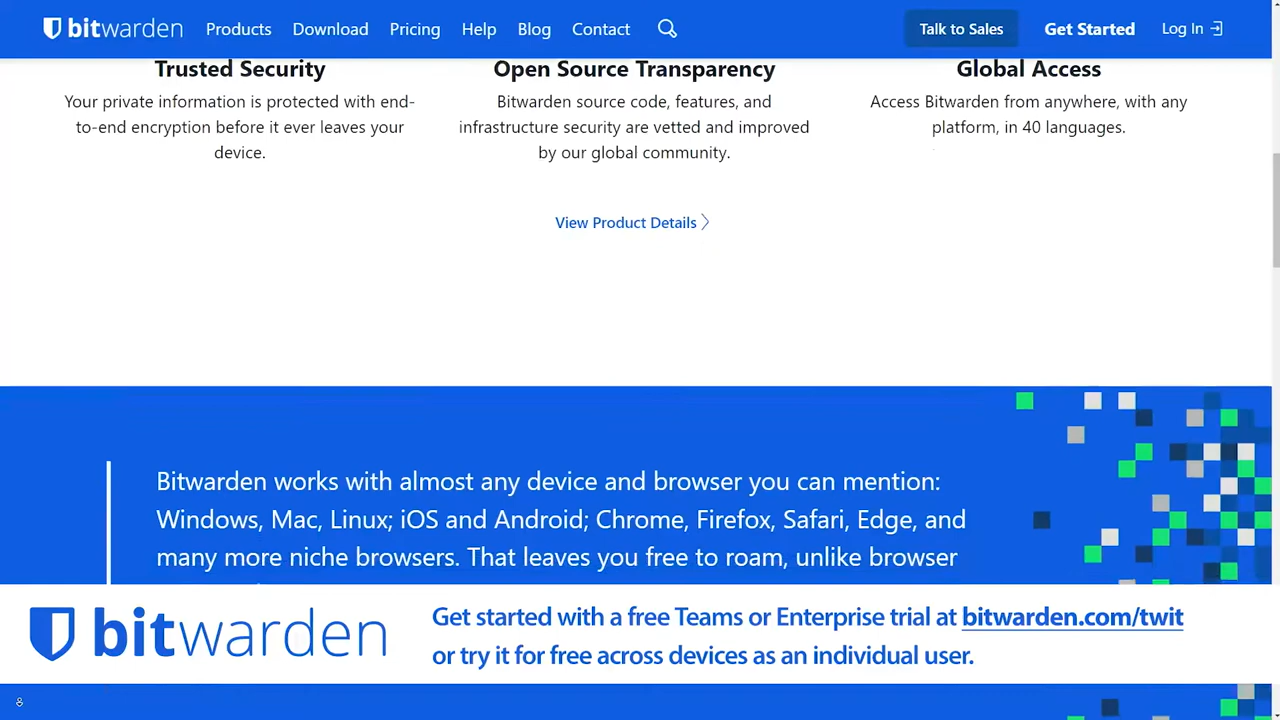 bitwarden Products Download Pricing Help Blog Contact Talk to Sales Get Started Log In
Trusted Security
Your private information is protected with end-
to-end encryption before it ever leaves your
device.
Open Source Transparency
Bitwarden source code, features, and
infrastructure security are vetted and improved
by our global community.
Global Access
Access Bitwarden from anywhere, with any
platform, in 40 languages.
View Product Details
Bitwarden works with almost any device and browser you can mention:
Windows, Mac, Linux; iOS and Android; Chrome, Firefox, Safari, Edge, and
many more niche browsers. That leaves you free to roam, unlike browser
bitwarden
Get started with a free Teams or Enterprise trial at bitwarden.com/twit
or try it for free across devices as an individual user.